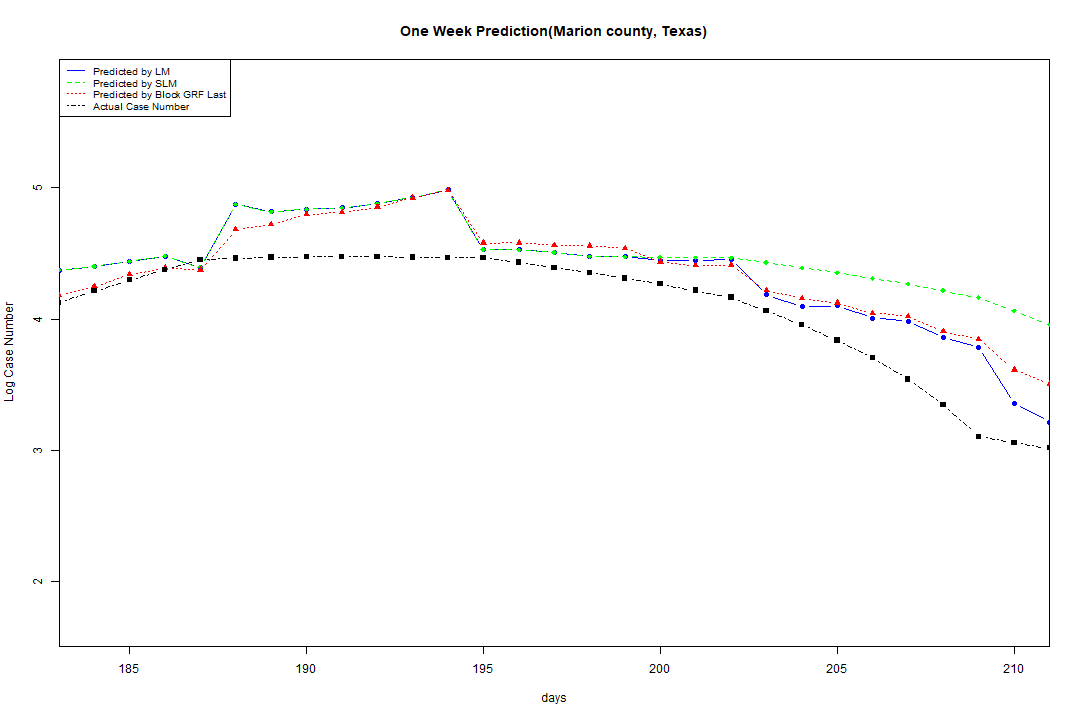 One Week Prediction(Marion county, Texas)
Predicted by LM
Predicted by SLM
Predicted by Block GRF Last
Actual Case Number
5
4
3
2
Log Case Number
185 190 195 200 205 210
days